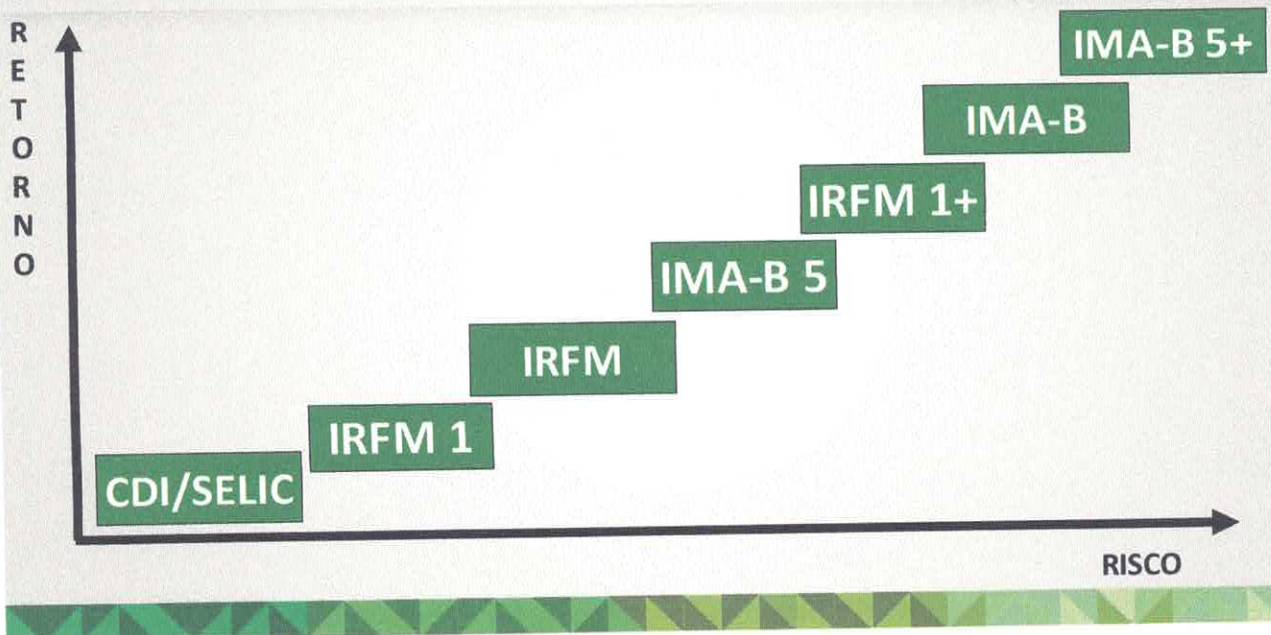 RETORNO
IMA-B 5+
IMA-B
IRFM 1+
IMA-B 5
IRFM
IRFM 1
CDI/SELIC
RISCO